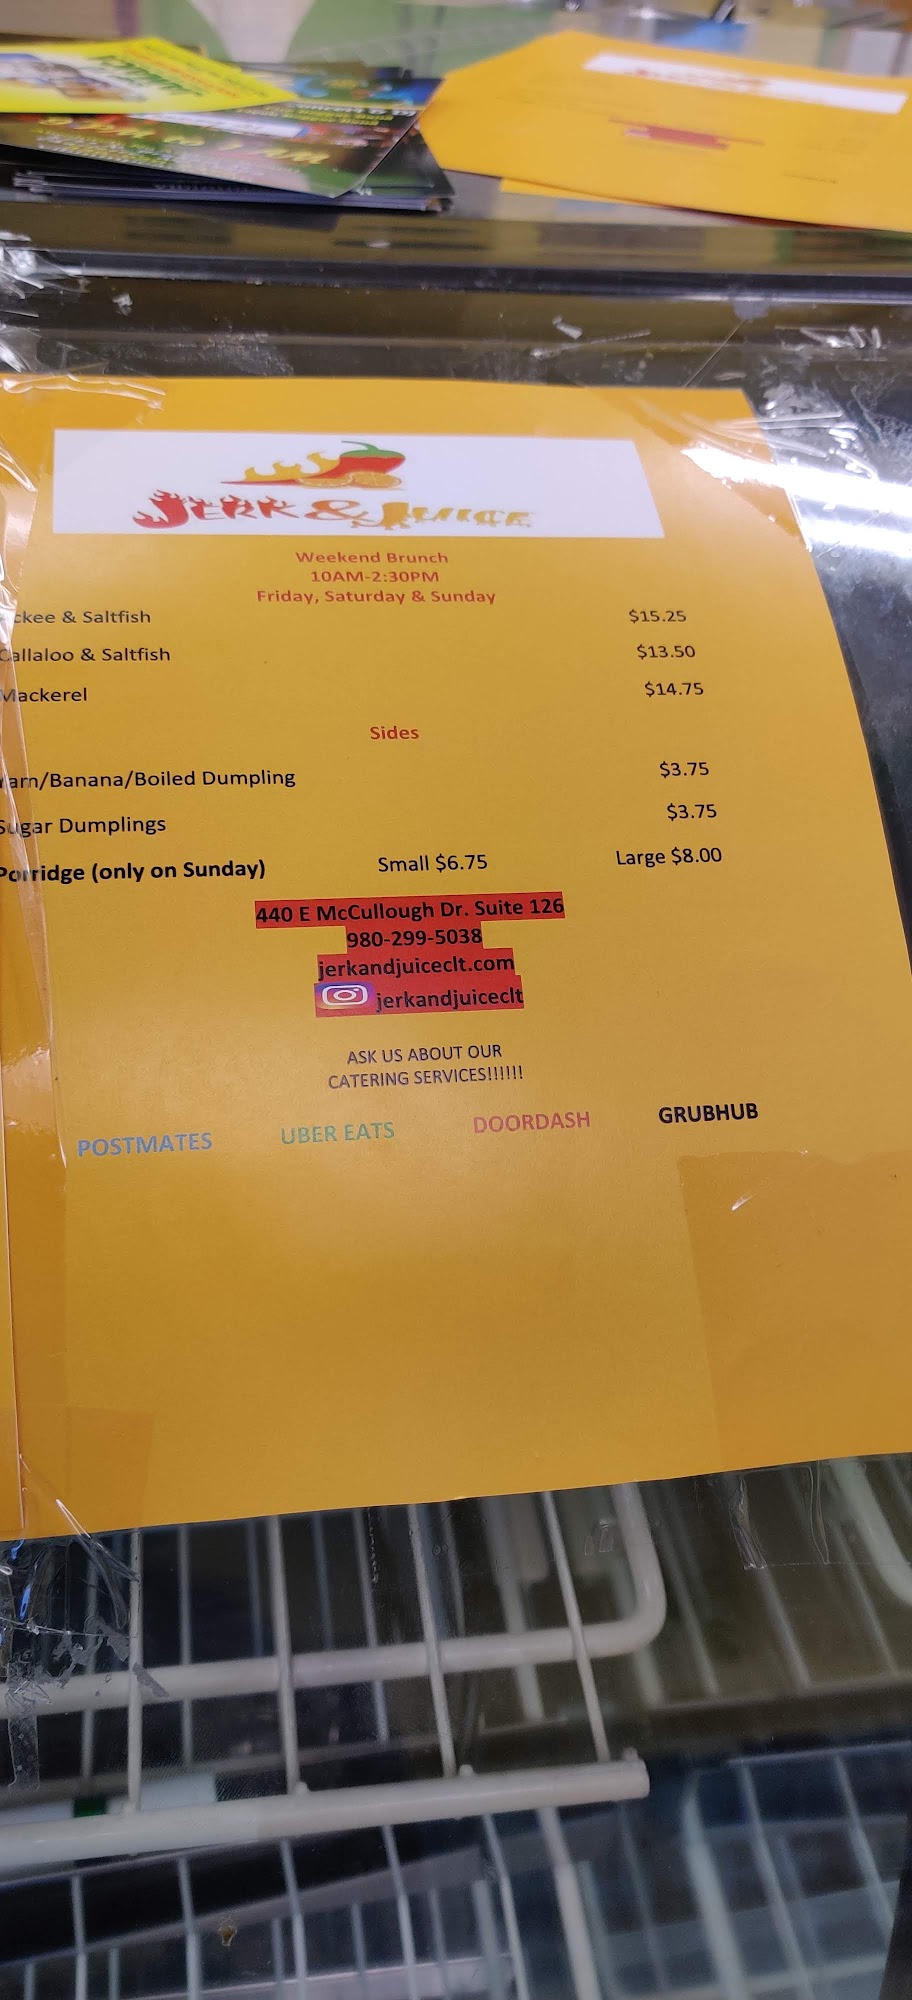 JERK & JUICE
Weekend Brunch
10AM-2:30PM
Friday, Saturday & Sunday
ckee & Saltfish $15.25
Callaloo & Saltfish $13.50
Mackerel $14.75
Sides
Yam/Banana/Boiled Dumpling $3.75
Sugar Dumplings $3.75
Porridge (only on Sunday) Small $6.75 Large $8.00
440 E McCullough Dr. Suite 126
980-299-5038
jerkandjuiceclt.com
jerkandjuiceclt
ASK US ABOUT OUR
CATERING SERVICES!!!!!!
POSTMATES UBER EATS DOORDASH GRUBHUB